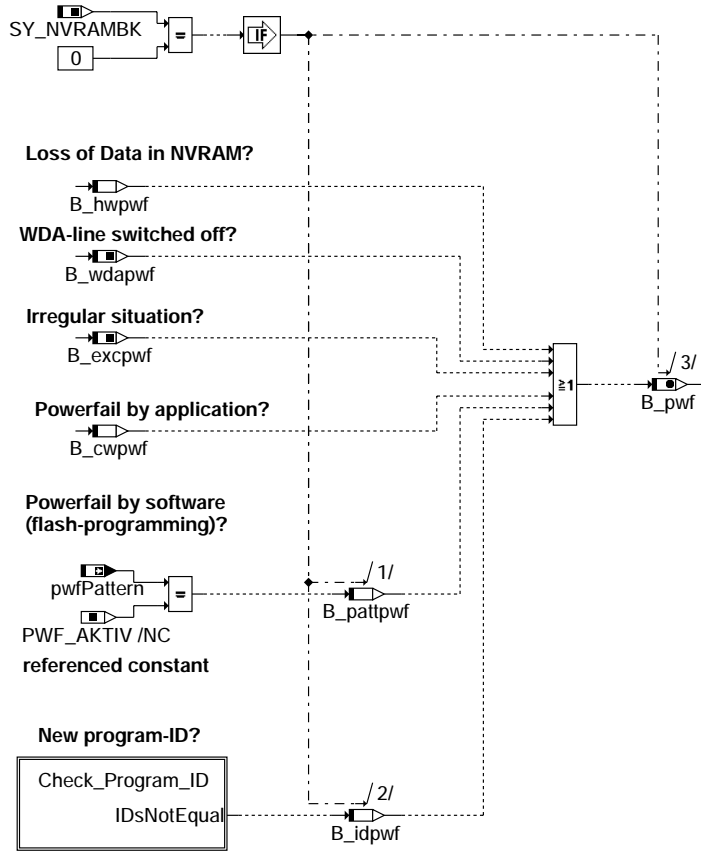 SY_NVRAMBK
0
=
IF
Loss of Data in NVRAM?
B_hwpwf
WDA-line switched off?
B_wdapwf
Irregular situation?
B_excpwf
≧1
3/
B_pwf
Powerfail by application?
B_cwpwf
Powerfail by software
(flash-programming)?
pwfPattern
=
1/
B_pattpwf
PWF_AKTIV /NC
referenced constant
New program-ID?
Check_Program_ID
IDsNotEqual
2/
B_idpwf